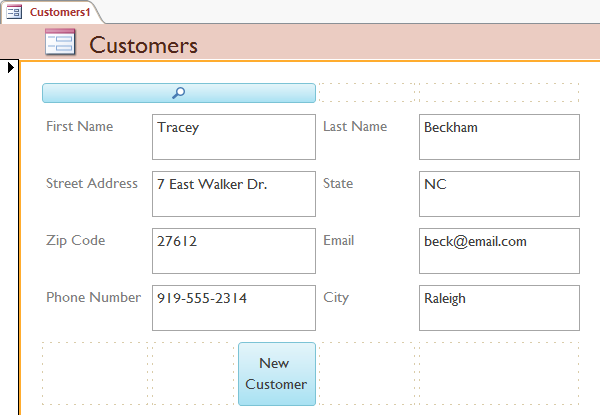 Customers1
Customers
First Name Tracey Last Name Beckham
Street Address 7 East Walker Dr. State NC
Zip Code 27612 Email beck@email.com
Phone Number 919-555-2314 City Raleigh
New
Customer